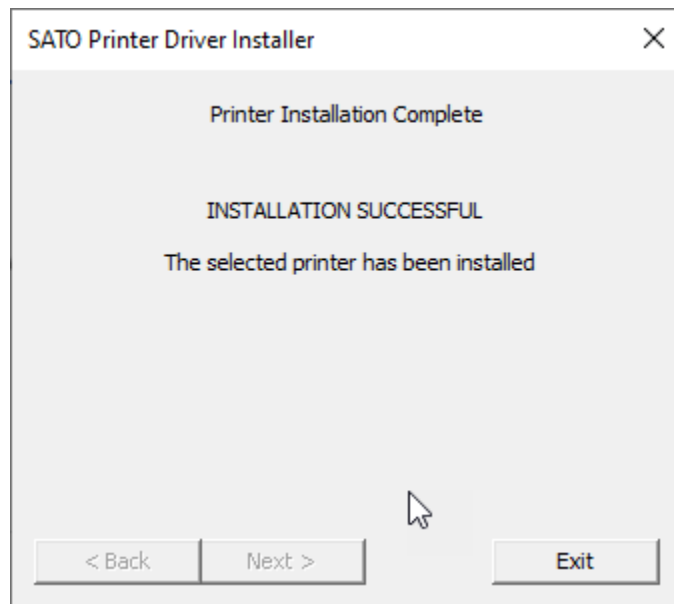 SATO Printer Driver Installer
Printer Installation Complete
INSTALLATION SUCCESSFUL
The selected printer has been installed
< Back
Next >
Exit